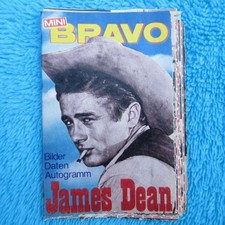 MINI
BRAVO
Bilder
Daten
Autogramm
James Dean